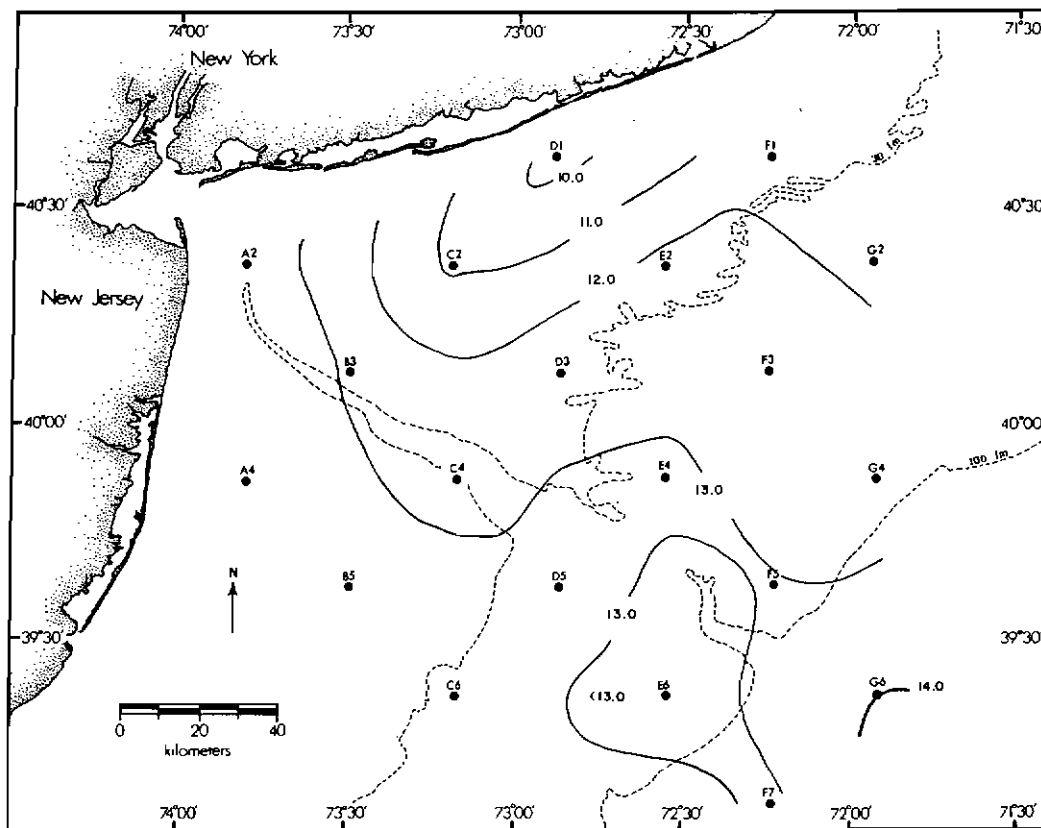 74°00' 73°30' 73°00' 72°30' 72°00' 71°30'
New York
D1 F1
10.0
30 fm
40°30' 40°30'
11.0
A2 C2 E2 G2
12.0
New Jersey
B3 D3 F3
40°00' 40°00'
100 fm
A4 C4 E4 G4
13.0
N
B5 D5 F5
13.0
39°30' 39°30'
C6 <13.0 E6 G6 14.0
0 20 40
kilometers
F7
74°00' 73°30' 73°00' 72°30' 72°00' 71°30'